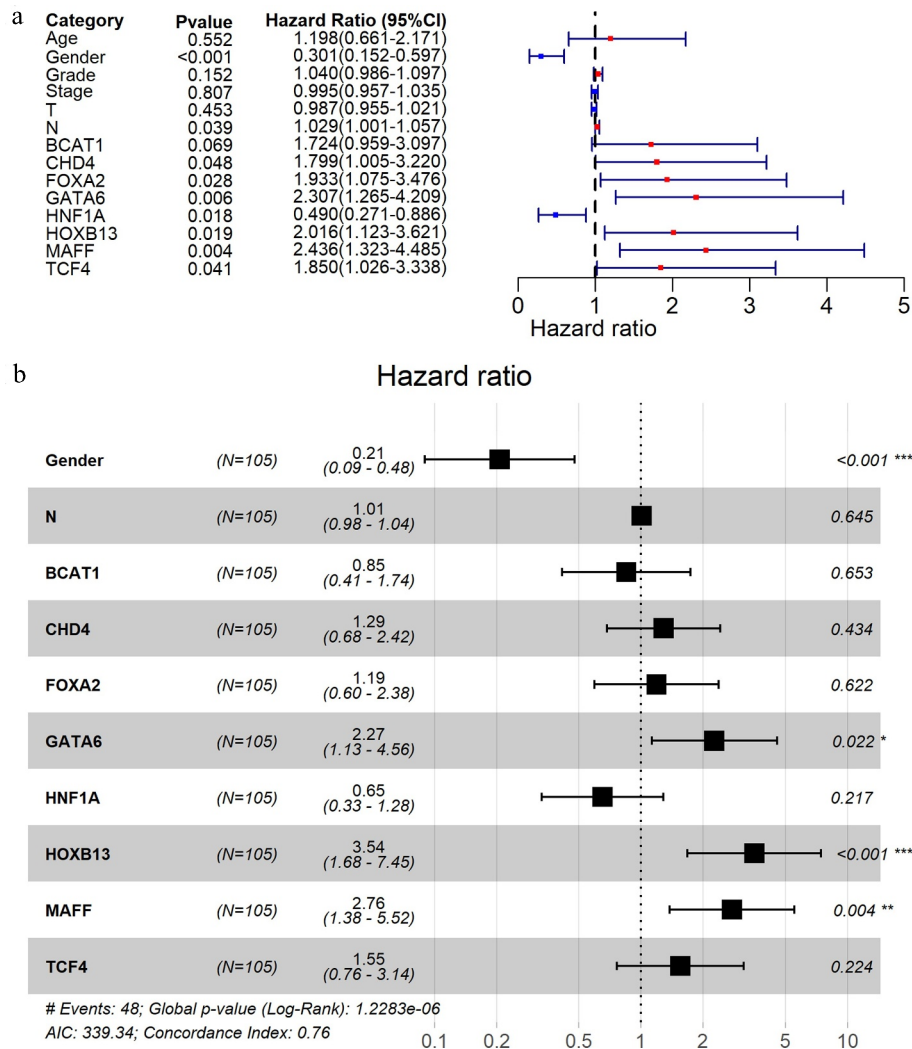 a
Category Pvalue Hazard Ratio (95%CI)
Age 0.552 1.198(0.661-2.171)
Gender <0.001 0.301(0.152-0.597)
Grade 0.152 1.040(0.986-1.097)
Stage 0.807 0.995(0.957-1.035)
T 0.453 0.987(0.955-1.021)
N 0.039 1.029(1.001-1.057)
BCAT1 0.069 1.724(0.959-3.097)
CHD4 0.048 1.799(1.005-3.220)
FOXA2 0.028 1.933(1.075-3.476)
GATA6 0.006 2.307(1.265-4.209)
HNF1A 0.018 0.490(0.271-0.886)
HOXB13 0.019 2.016(1.123-3.621)
MAFF 0.004 2.436(1.323-4.485)
TCF4 0.041 1.850(1.026-3.338)
0 1 2 3 4 5
Hazard ratio
b
Hazard ratio
Gender (N=105) 0.21 <0.001 ***
(0.09 - 0.48)
N (N=105) 1.01 0.645
(0.98 - 1.04)
BCAT1 (N=105) 0.85 0.653
(0.41 - 1.74)
CHD4 (N=105) 1.29 0.434
(0.68 - 2.42)
FOXA2 (N=105) 1.19 0.622
(0.60 - 2.38)
GATA6 (N=105) 2.27 0.022 *
(1.13 - 4.56)
HNF1A (N=105) 0.65 0.217
(0.33 - 1.28)
HOXB13 (N=105) 3.54 <0.001 ***
(1.68 - 7.45)
MAFF (N=105) 2.76 0.004 **
(1.38 - 5.52)
TCF4 (N=105) 1.55 0.224
(0.76 - 3.14)
# Events: 48; Global p-value (Log-Rank): 1.2283e-06
AIC: 339.34; Concordance Index: 0.76
0.1 0.2 0.5 1 2 5 10